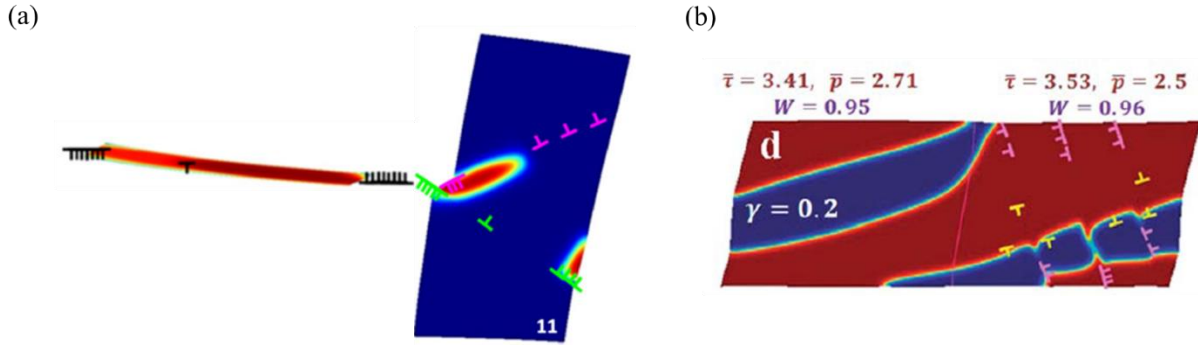 (a)
(b)
τ̄ = 3.41, p̄ = 2.71
W = 0.95
τ̄ = 3.53, p̄ = 2.5
W = 0.96
d
γ = 0.2
11